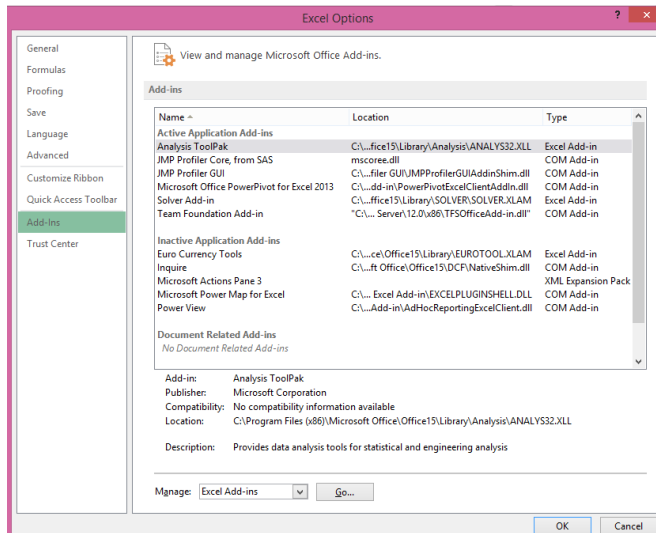 Excel Options
?
General
Formulas
Proofing
Save
Language
Advanced
Customize Ribbon
Quick Access Toolbar
Add-Ins
Trust Center
View and manage Microsoft Office Add-ins.
Add-ins
Name Location Type
Active Application Add-ins
Analysis ToolPak C:\...fice15\Library\Analysis\ANALYS32.XLL Excel Add-in
JMP Profiler Core, from SAS mscoree.dll COM Add-in
JMP Profiler GUI C:\...filer GUI\JMPProfilerGUIAddinShim.dll COM Add-in
Microsoft Office PowerPivot for Excel 2013 C:\...dd-in\PowerPivotExcelClientAddIn.dll COM Add-in
Solver Add-in C:\...ffice15\Library\SOLVER\SOLVER.XLAM Excel Add-in
Team Foundation Add-in "C:\... Server\12.0\x86\TFSOfficeAdd-in.dll" COM Add-in
Inactive Application Add-ins
Euro Currency Tools C:\...ce\Office15\Library\EUROTOOL.XLAM Excel Add-in
Inquire C:\...ft Office\Office15\DCF\NativeShim.dll COM Add-in
Microsoft Actions Pane 3 XML Expansion Pack
Microsoft Power Map for Excel C:\... Excel Add-in\EXCELPLUGINSHELL.DLL COM Add-in
Power View C:\...Add-in\AdHocReportingExcelClient.dll COM Add-in
Document Related Add-ins
No Document Related Add-ins
Add-in: Analysis ToolPak
Publisher: Microsoft Corporation
Compatibility: No compatibility information available
Location: C:\Program Files (x86)\Microsoft Office\Office15\Library\Analysis\ANALYS32.XLL
Description: Provides data analysis tools for statistical and engineering analysis
Manage: Excel Add-ins Go...
OK Cancel